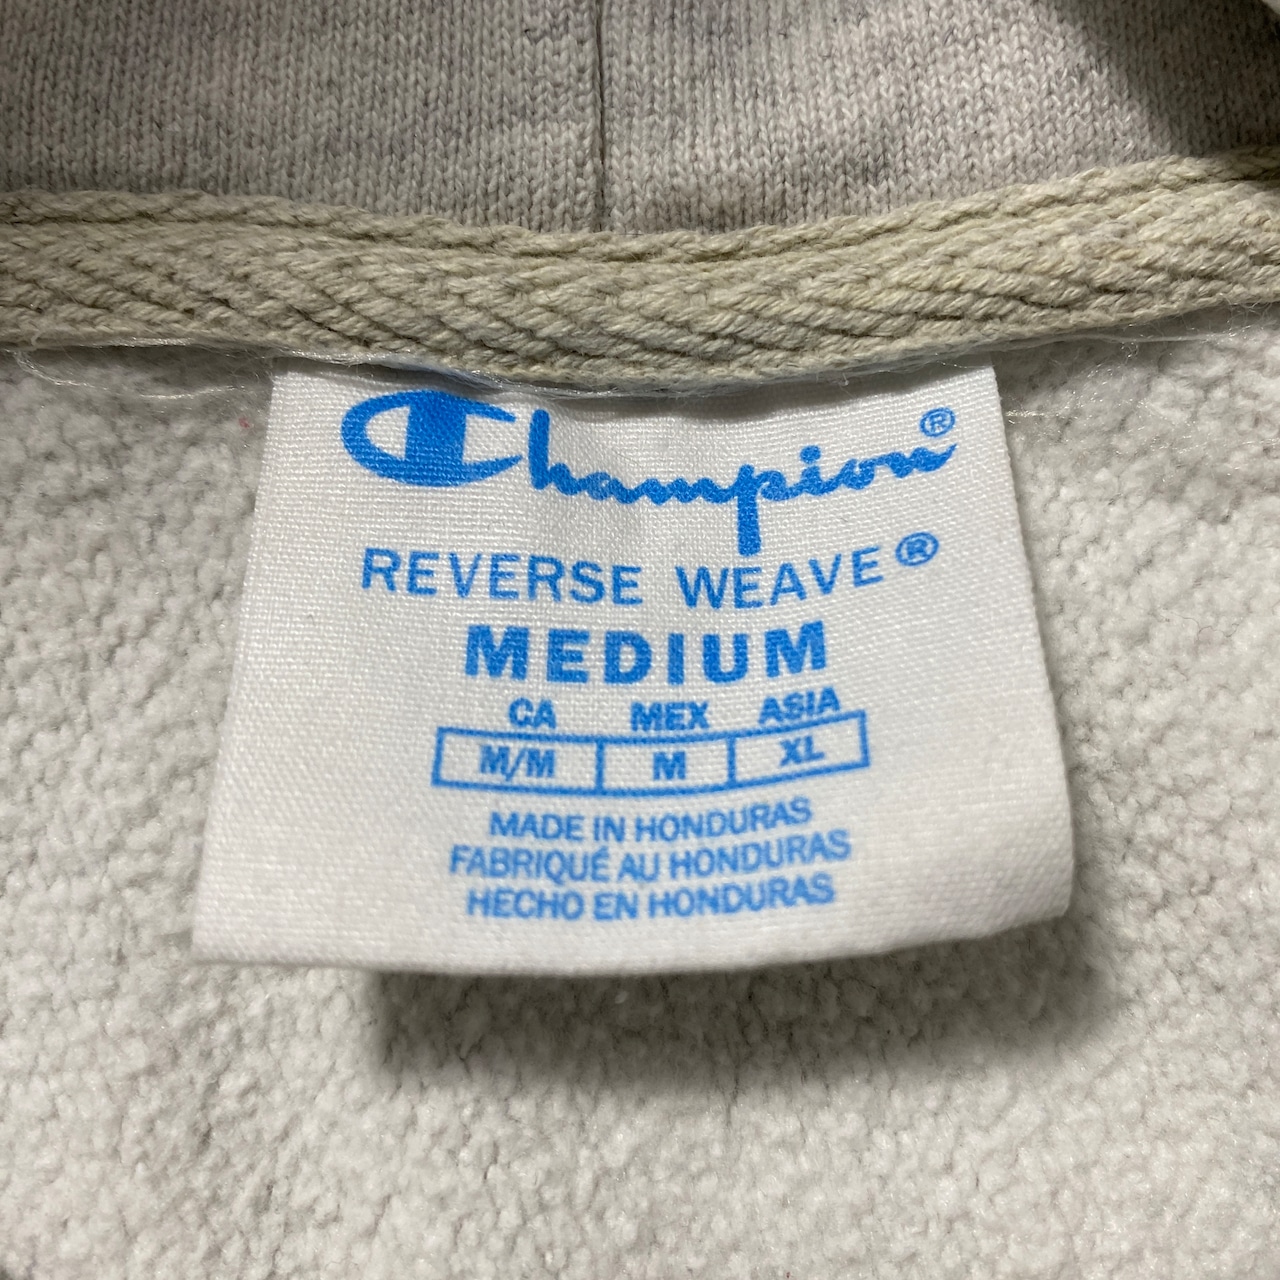 Champion®
REVERSE WEAVE®
MEDIUM
CA MEX ASIA
M/M M XL
MADE IN HONDURAS
FABRIQUÉ AU HONDURAS
HECHO EN HONDURAS